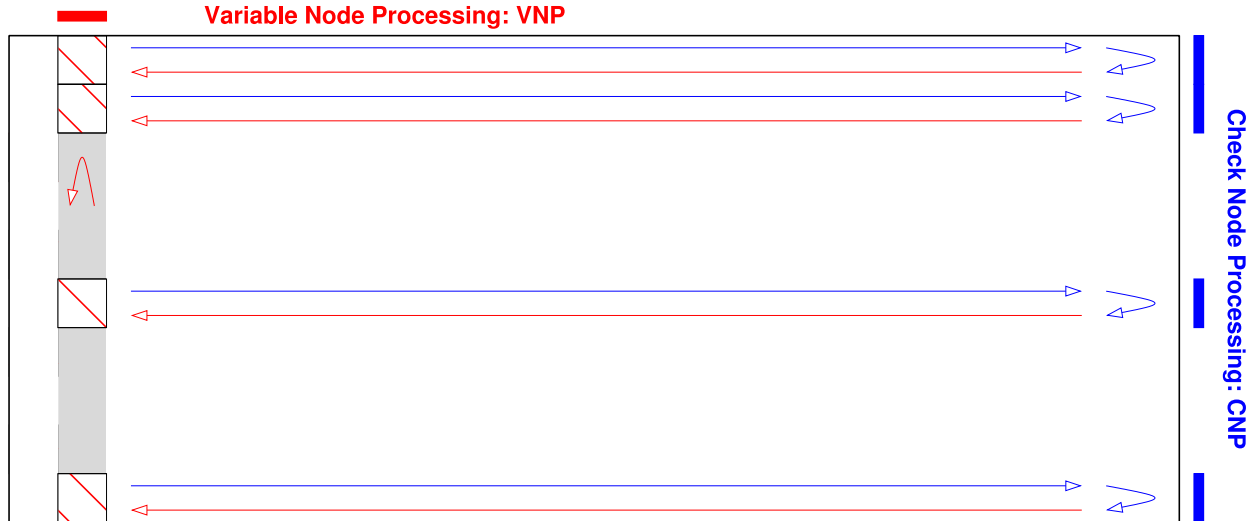 Variable Node Processing: VNP
Check Node Processing: CNP